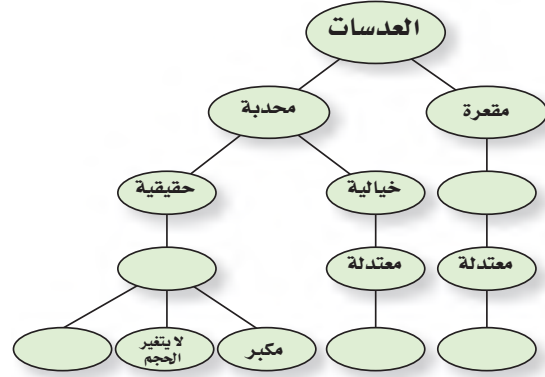 العدسات
مقعرة
محدبة
خيالية
حقيقية
معتدلة
معتدلة
مكبر
لا يتغير
الحجم